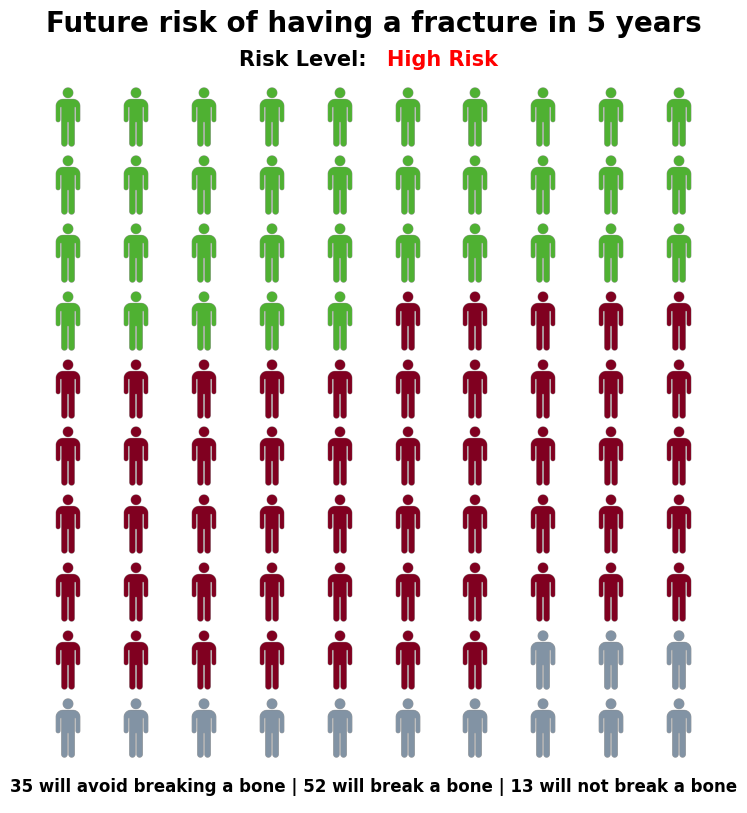 Future risk of having a fracture in 5 years
Risk Level: High Risk
35 will avoid breaking a bone | 52 will break a bone | 13 will not break a bone